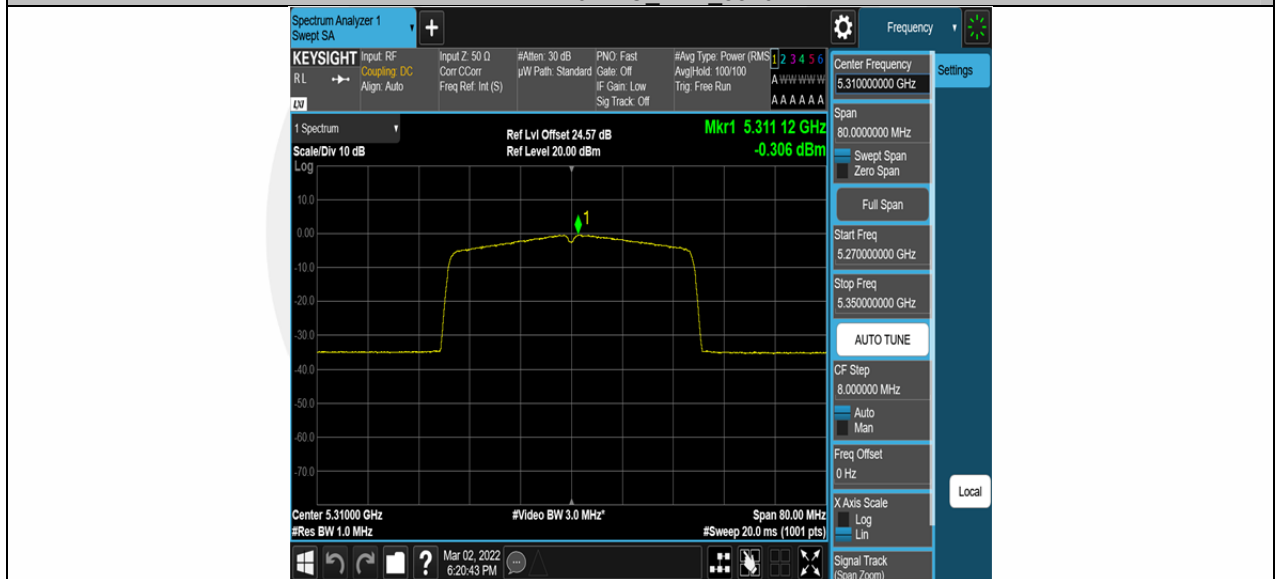 Spectrum Analyzer 1
Swept SA
+
Frequency
KEYSIGHT
RL
LXI
Input: RF
Coupling: DC
Align: Auto
Input Z: 50 Ω
Corr CCorr
Freq Ref: Int (S)
#Atten: 30 dB
µW Path: Standard
PNO: Fast
Gate: Off
IF Gain: Low
Sig Track: Off
#Avg Type: Power (RMS
Avg|Hold: 100/100
Trig: Free Run
1 2 3 4 5 6
A W W W W W
A A A A A A
1 Spectrum
Scale/Div 10 dB
Log
Ref Lvl Offset 24.57 dB
Ref Level 20.00 dBm
Mkr1 5.311 12 GHz
-0.306 dBm
10.0
0.00
-10.0
-20.0
-30.0
-40.0
-50.0
-60.0
-70.0
1
Center 5.31000 GHz
#Res BW 1.0 MHz
#Video BW 3.0 MHz*
Span 80.00 MHz
#Sweep 20.0 ms (1001 pts)
?
Mar 02, 2022
6:20:43 PM
Center Frequency
5.310000000 GHz
Span
80.0000000 MHz
Swept Span
Zero Span
Full Span
Start Freq
5.270000000 GHz
Stop Freq
5.350000000 GHz
AUTO TUNE
CF Step
8.000000 MHz
Auto
Man
Freq Offset
0 Hz
X Axis Scale
Log
Lin
Signal Track
(Span Zoom)
Settings
Local